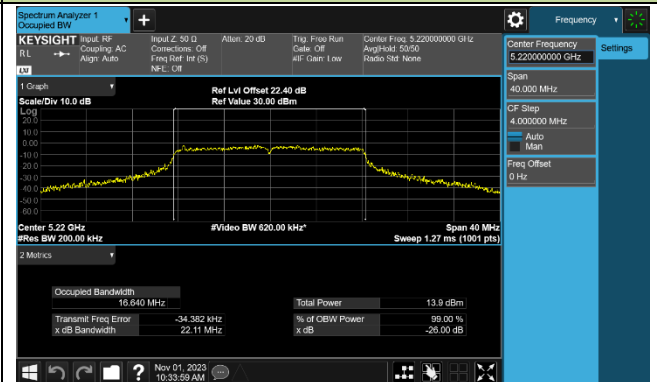 Spectrum Analyzer 1
Occupied BW
+
Frequency
KEYSIGHT
RL
LXI
Input: RF
Coupling: AC
Align: Auto
Input Z: 50 Ω
Corrections: Off
Freq Ref: Int (S)
NFE: Off
Atten: 20 dB
Trig: Free Run
Gate: Off
#IF Gain: Low
Center Freq: 5.220000000 GHz
Avg|Hold: 50/50
Radio Std: None
Center Frequency
5.220000000 GHz
Settings
Span
40.000 MHz
CF Step
4.000000 MHz
Auto
Man
Freq Offset
0 Hz
1 Graph
Scale/Div 10.0 dB
Ref Lvl Offset 22.40 dB
Ref Value 30.00 dBm
Log
20.0
10.0
0.00
-10.0
-20.0
-30.0
-40.0
-50.0
-60.0
Center 5.22 GHz
#Video BW 620.00 kHz*
Span 40 MHz
#Res BW 200.00 kHz
Sweep 1.27 ms (1001 pts)
2 Metrics
Occupied Bandwidth
16.640 MHz
Total Power 13.9 dBm
Transmit Freq Error -34.382 kHz
% of OBW Power 99.00 %
x dB Bandwidth 22.11 MHz
x dB -26.00 dB
?
Nov 01, 2023
10:33:59 AM